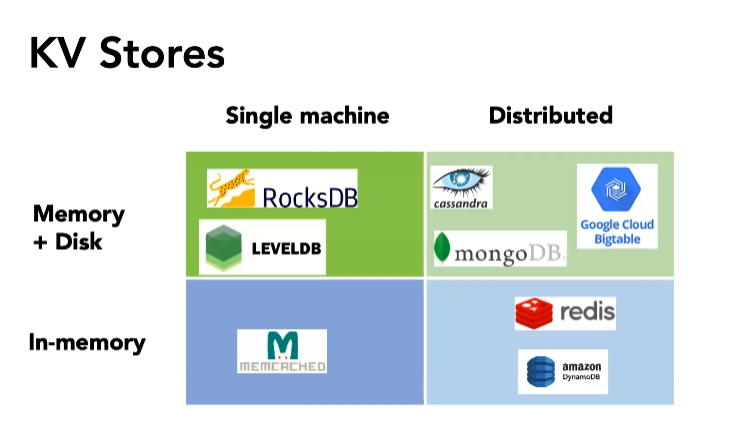 KV Stores
Single machine
Distributed
Memory
+ Disk
RocksDB
LEVELDB
cassandra
Google Cloud
Bigtable
mongoDB
In-memory
MEMCACHED
redis
amazon
DynamoDB